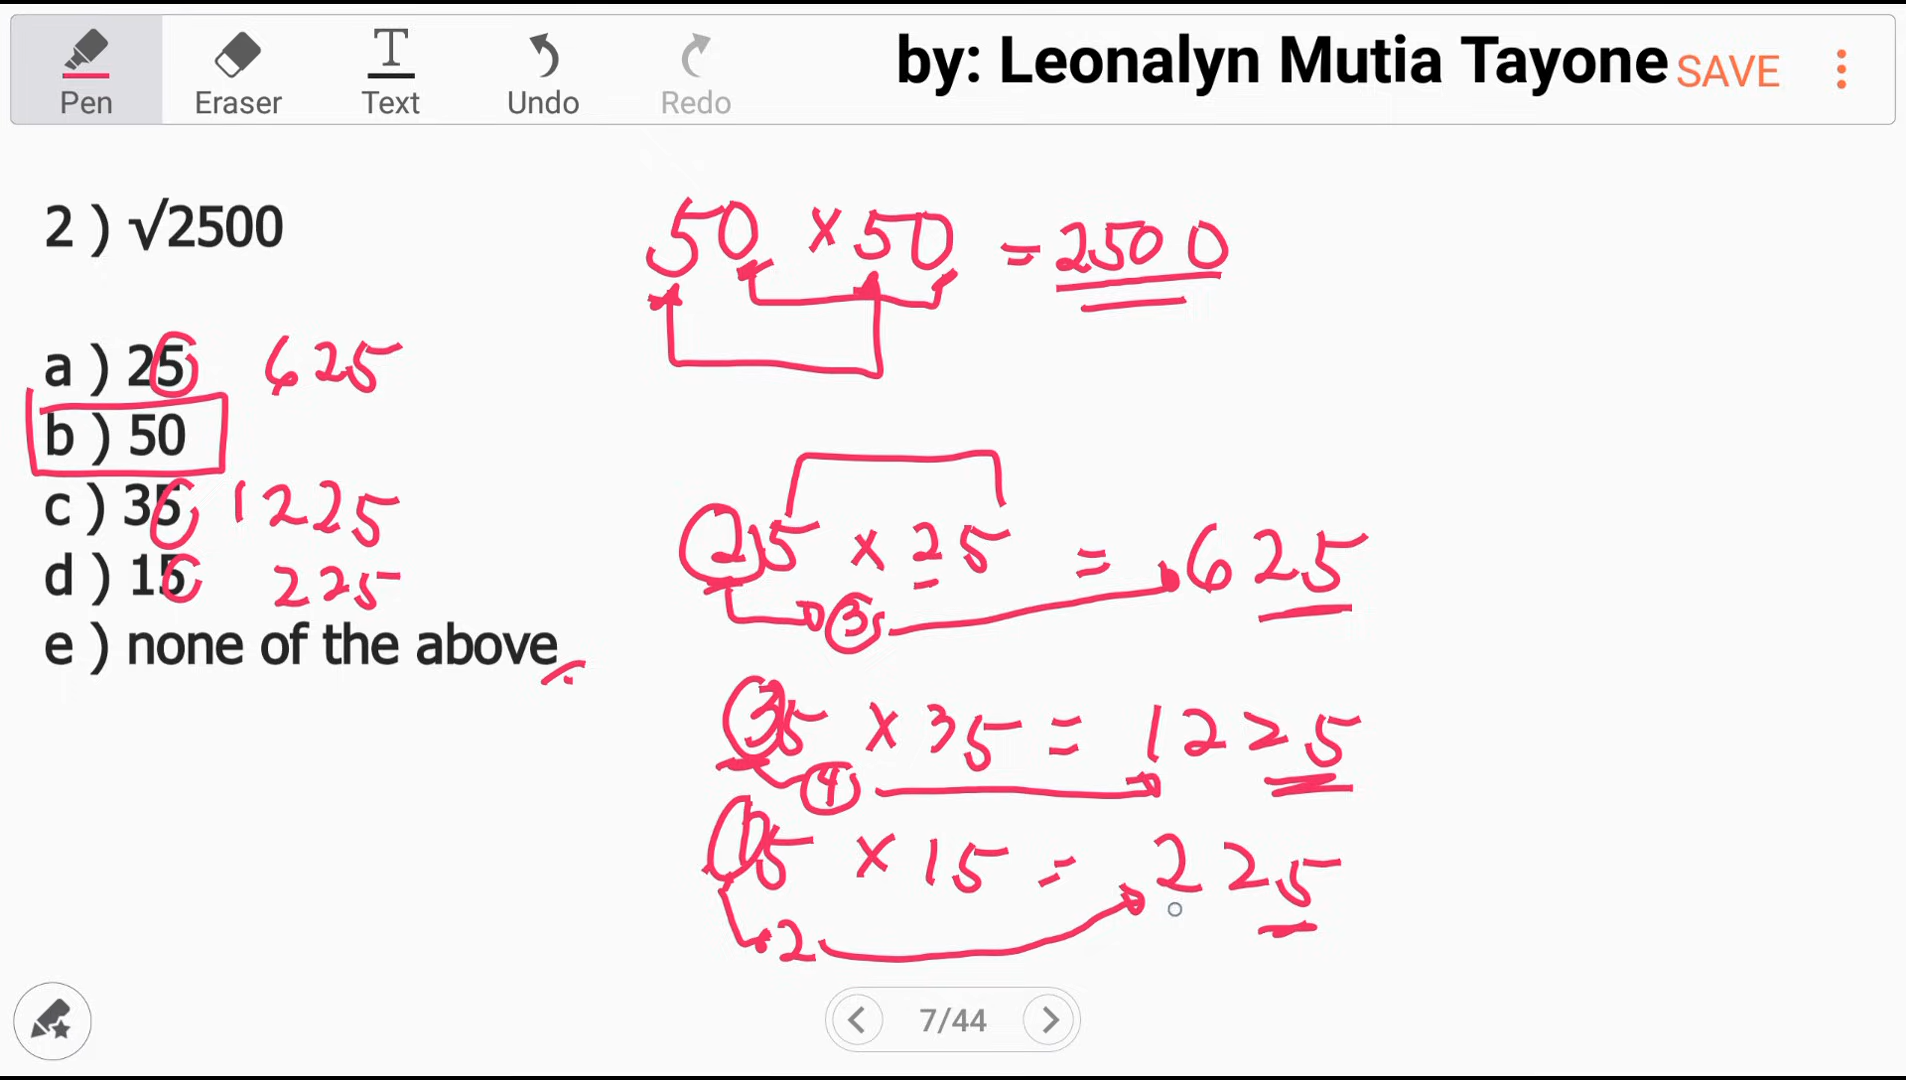 Pen Eraser Text Undo Redo by: Leonalyn Mutia Tayone SAVE
2 ) √2500
50 × 50 = 2500
a ) 25 625
b ) 50
c ) 35 1225
d ) 15 225
e ) none of the above
25 × 25 = 625
3
35 × 35 = 1225
4
15 × 15 = 225
2
7/44